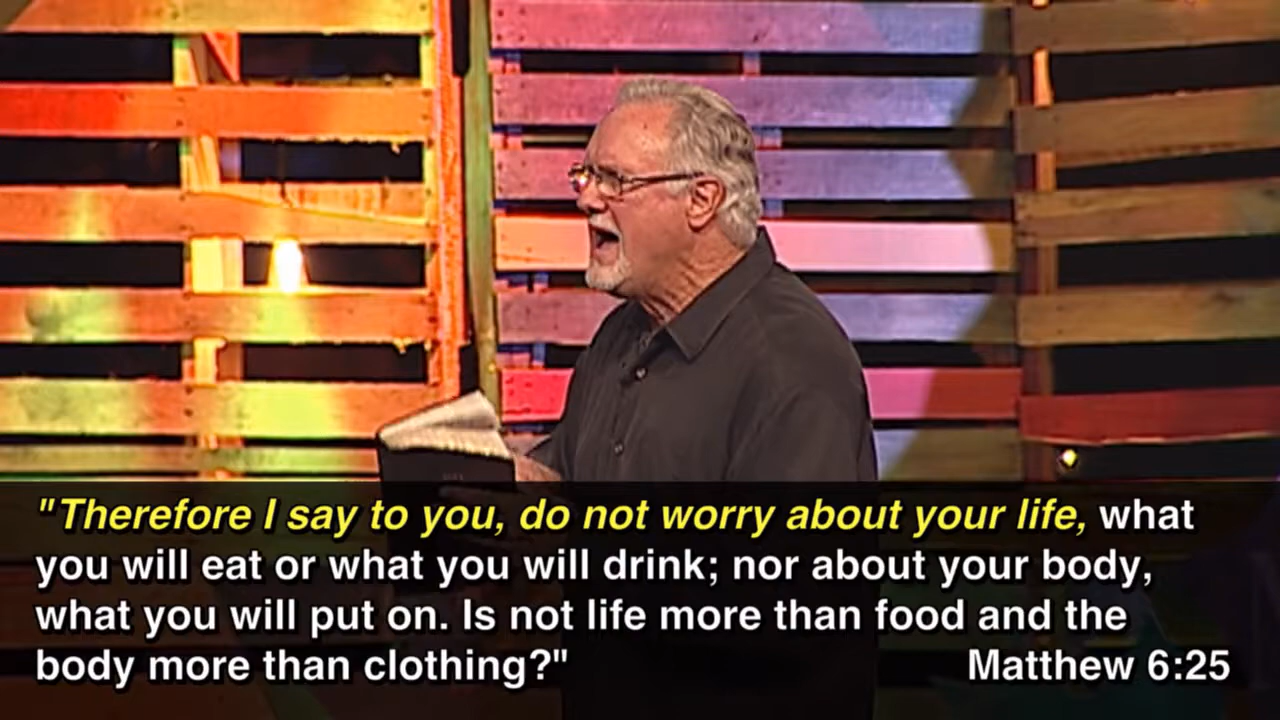 "Therefore I say to you, do not worry about your life, what
you will eat or what you will drink; nor about your body,
what you will put on. Is not life more than food and the
body more than clothing?" Matthew 6:25